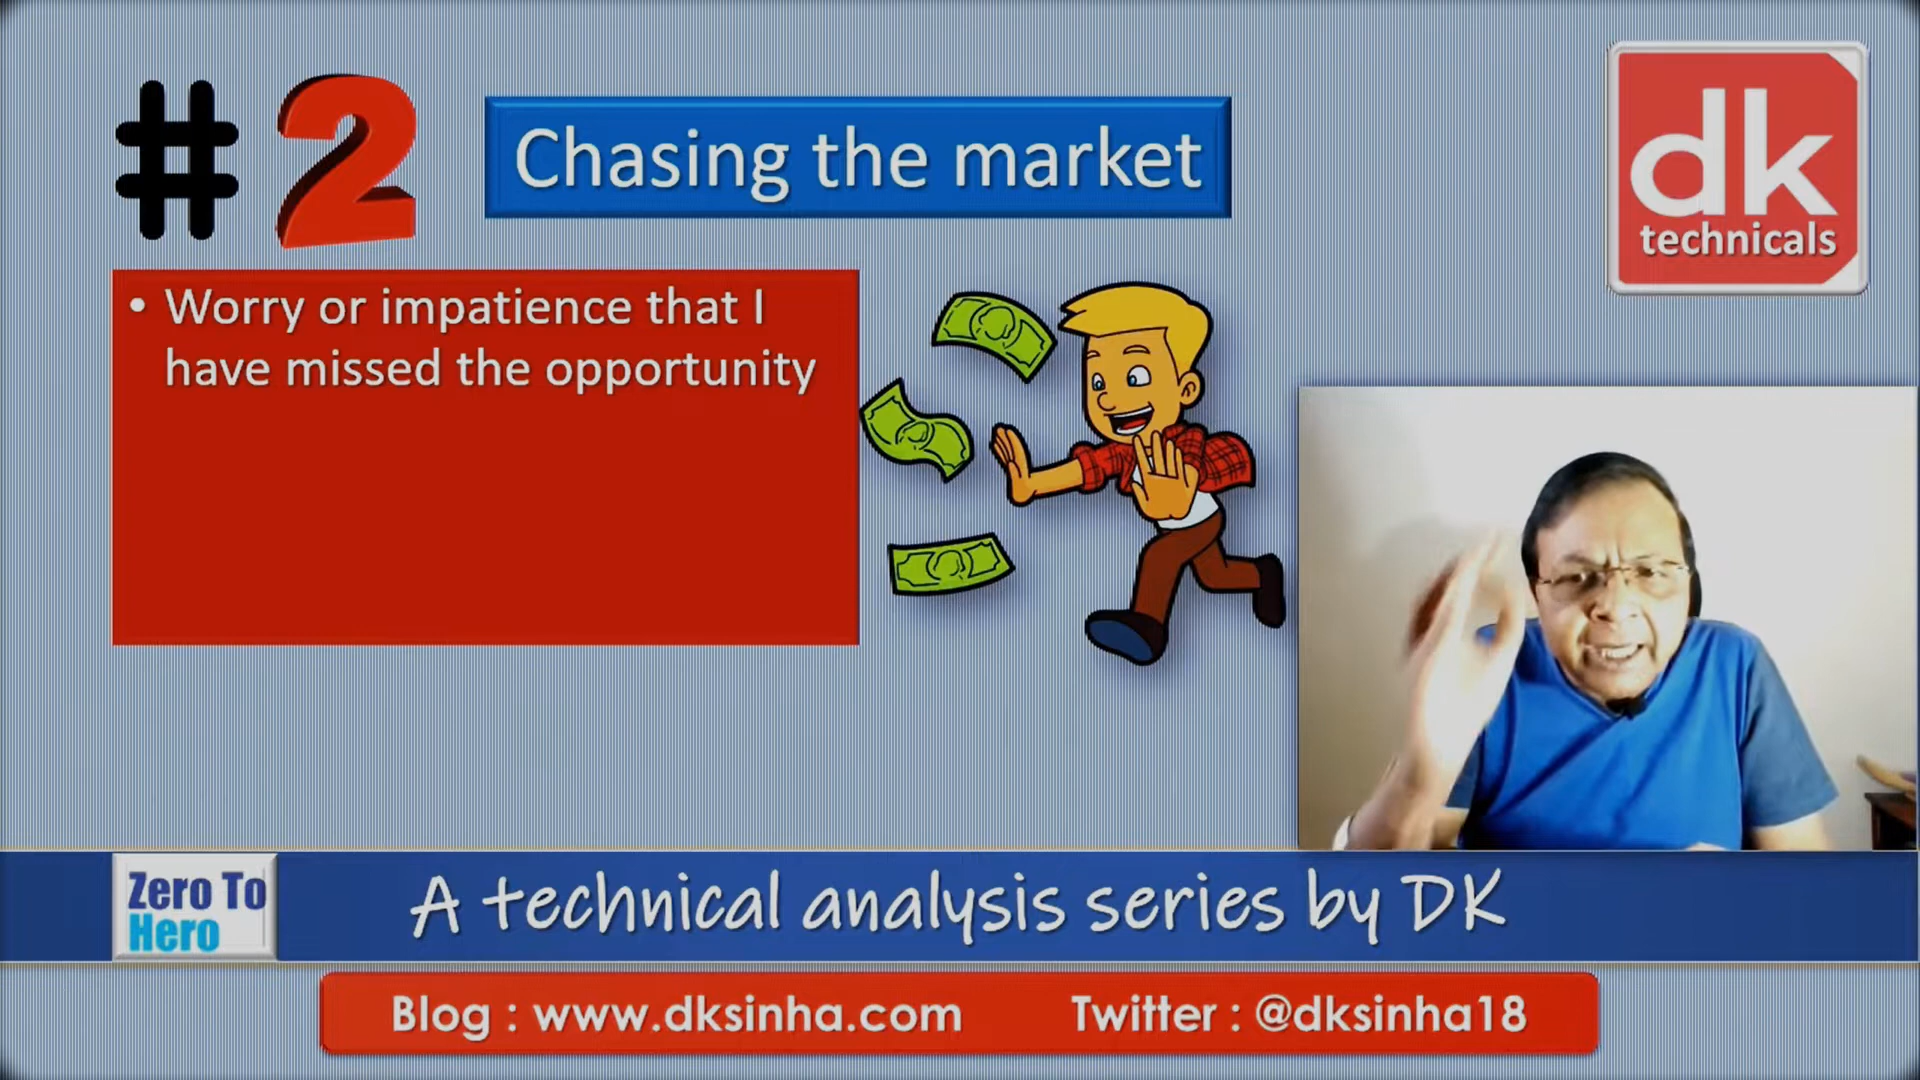 #2
Chasing the market
dk
technicals
• Worry or impatience that I
have missed the opportunity
Zero To
Hero
A technical analysis series by DK
Blog : www.dksinha.com Twitter : @dksinha18